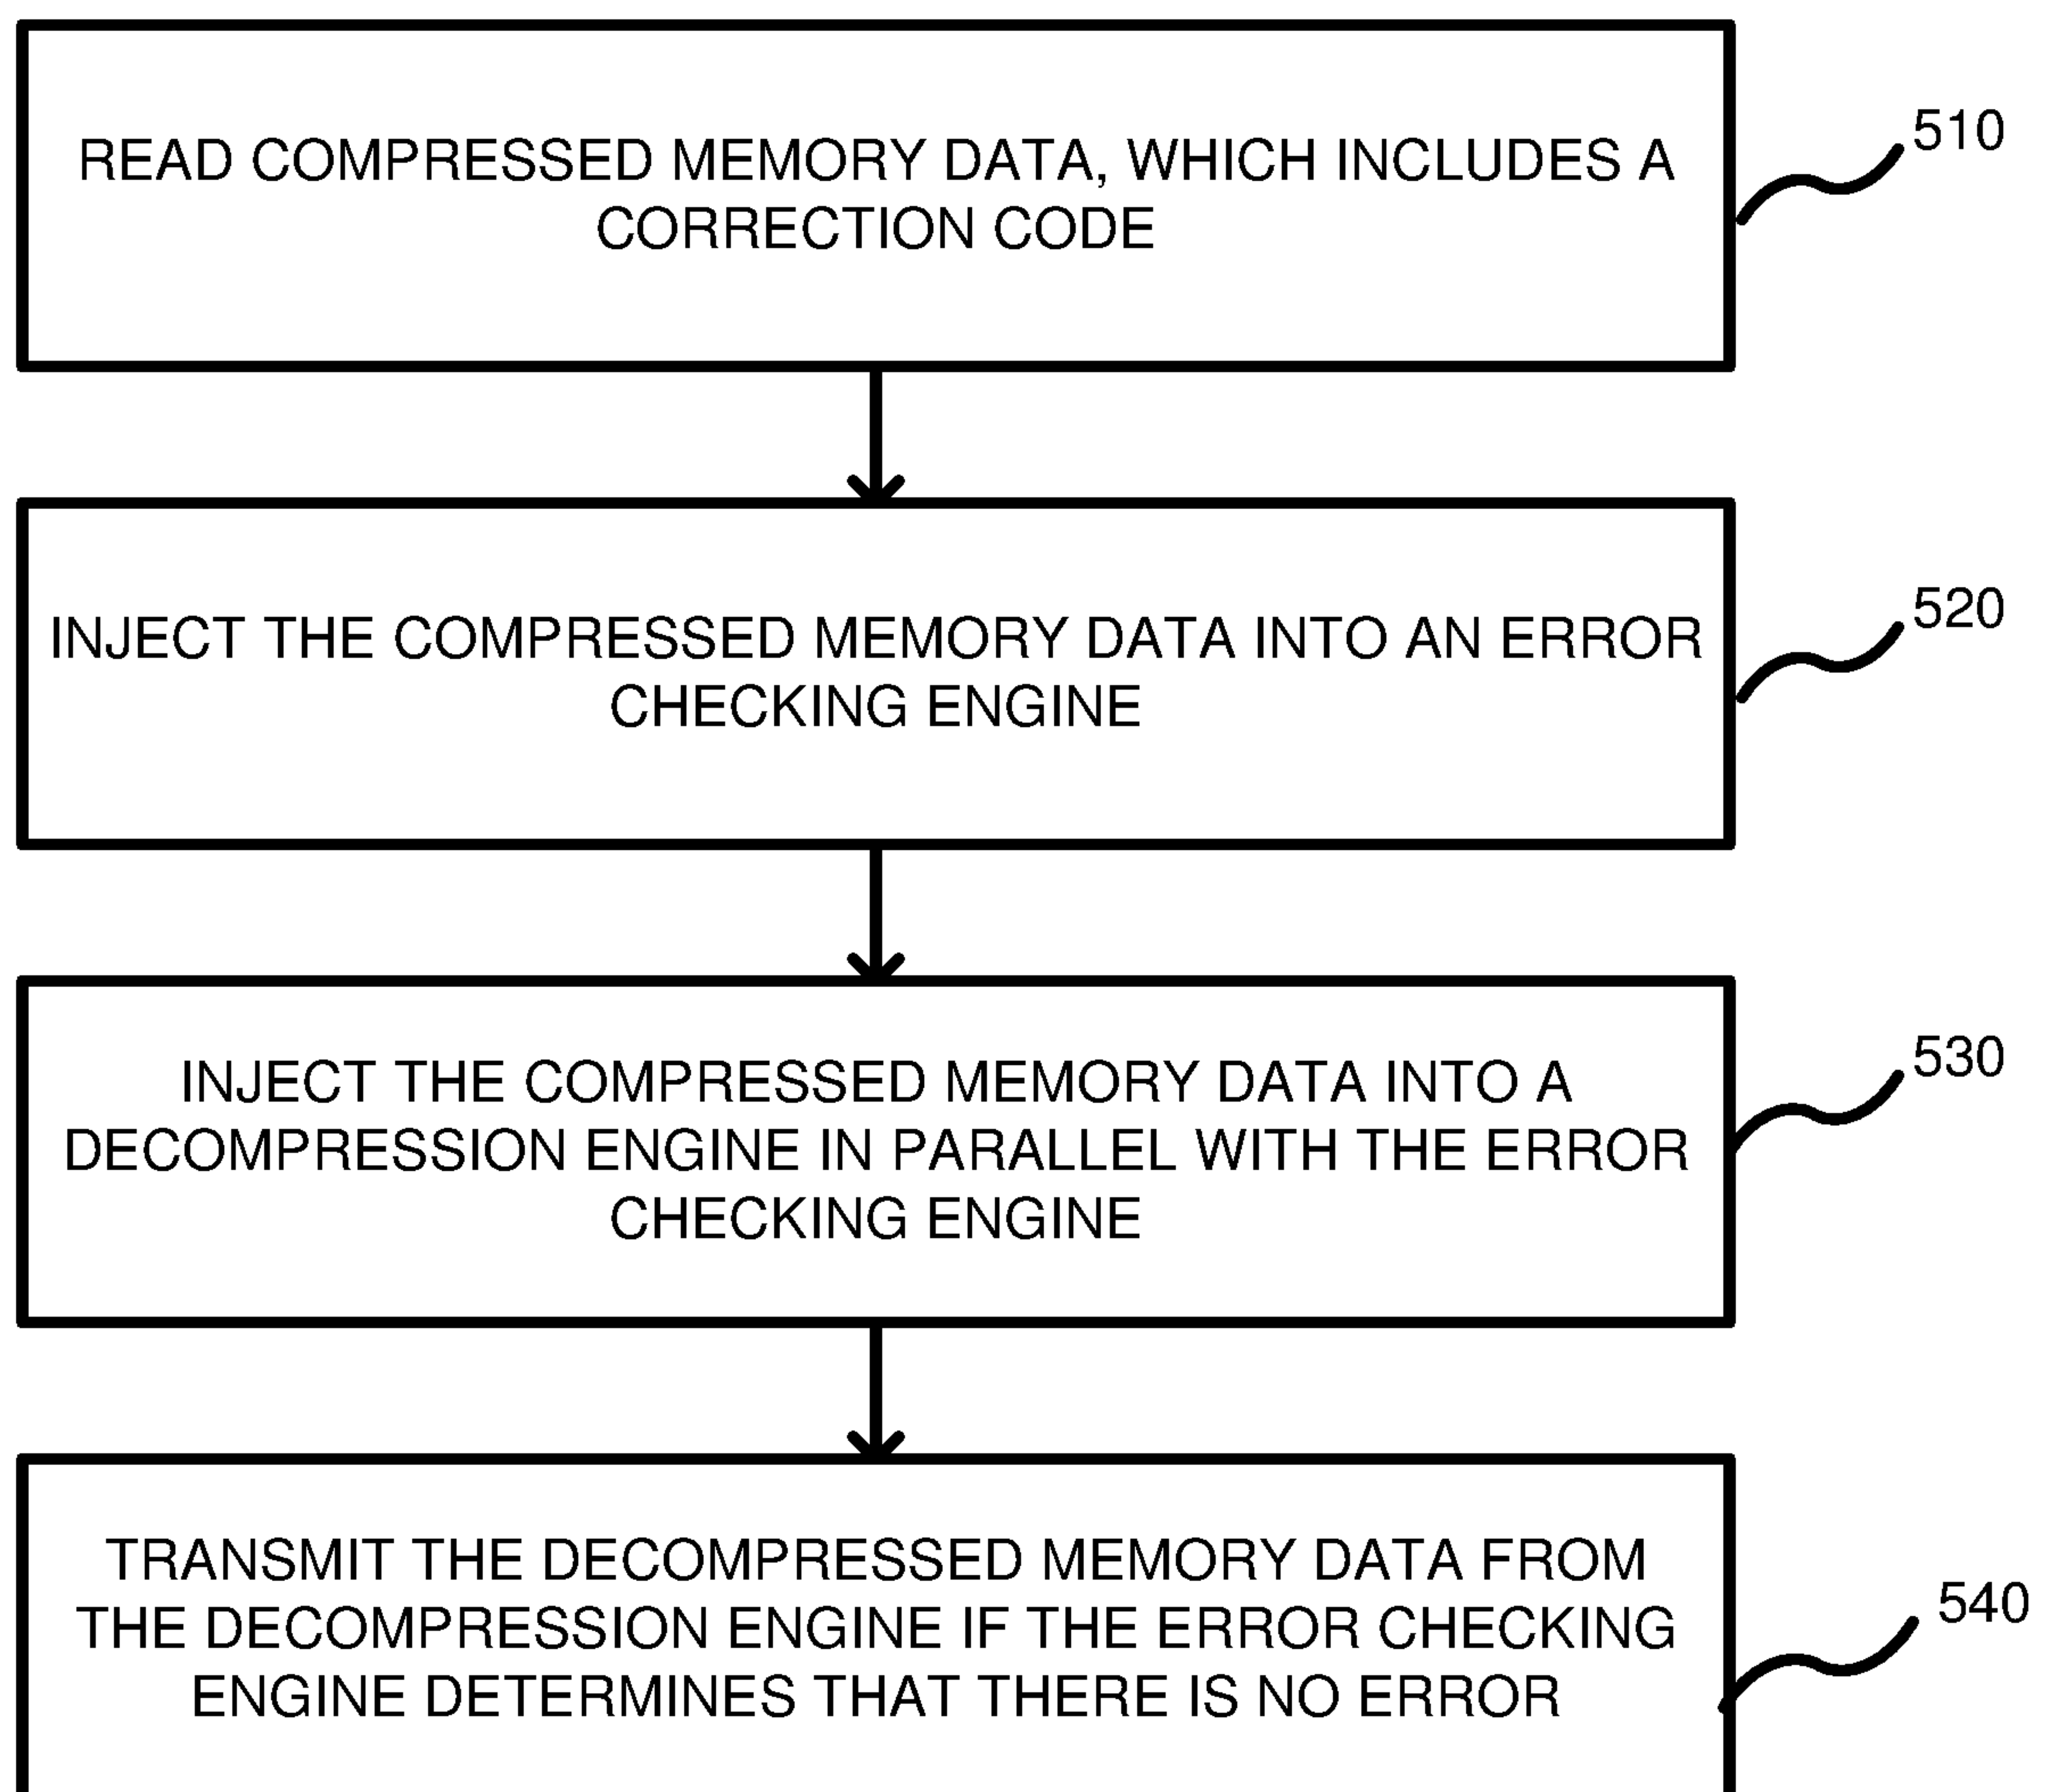 READ COMPRESSED MEMORY DATA, WHICH INCLUDES A
CORRECTION CODE
510
INJECT THE COMPRESSED MEMORY DATA INTO AN ERROR
CHECKING ENGINE
520
INJECT THE COMPRESSED MEMORY DATA INTO A
DECOMPRESSION ENGINE IN PARALLEL WITH THE ERROR
CHECKING ENGINE
530
TRANSMIT THE DECOMPRESSED MEMORY DATA FROM
THE DECOMPRESSION ENGINE IF THE ERROR CHECKING
ENGINE DETERMINES THAT THERE IS NO ERROR
540